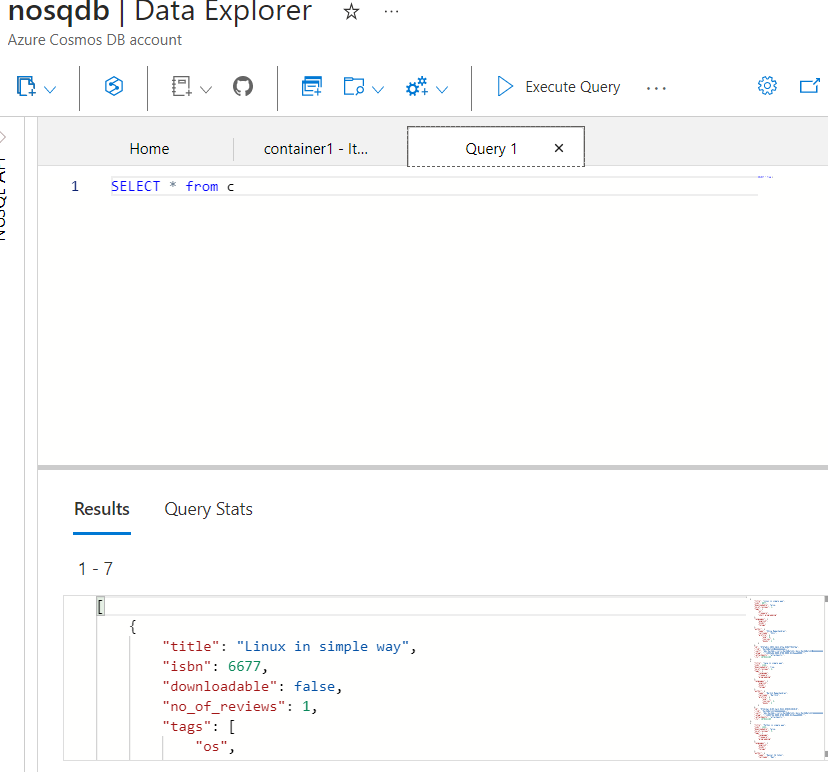 nosqdb | Data Explorer
Azure Cosmos DB account
Execute Query
NOSQL API
Home
container1 - It...
Query 1
1
SELECT * from c
Results
Query Stats
1 - 7
[
{
"title": "Linux in simple way",
"isbn": 6677,
"downloadable": false,
"no_of_reviews": 1,
"tags": [
"os",